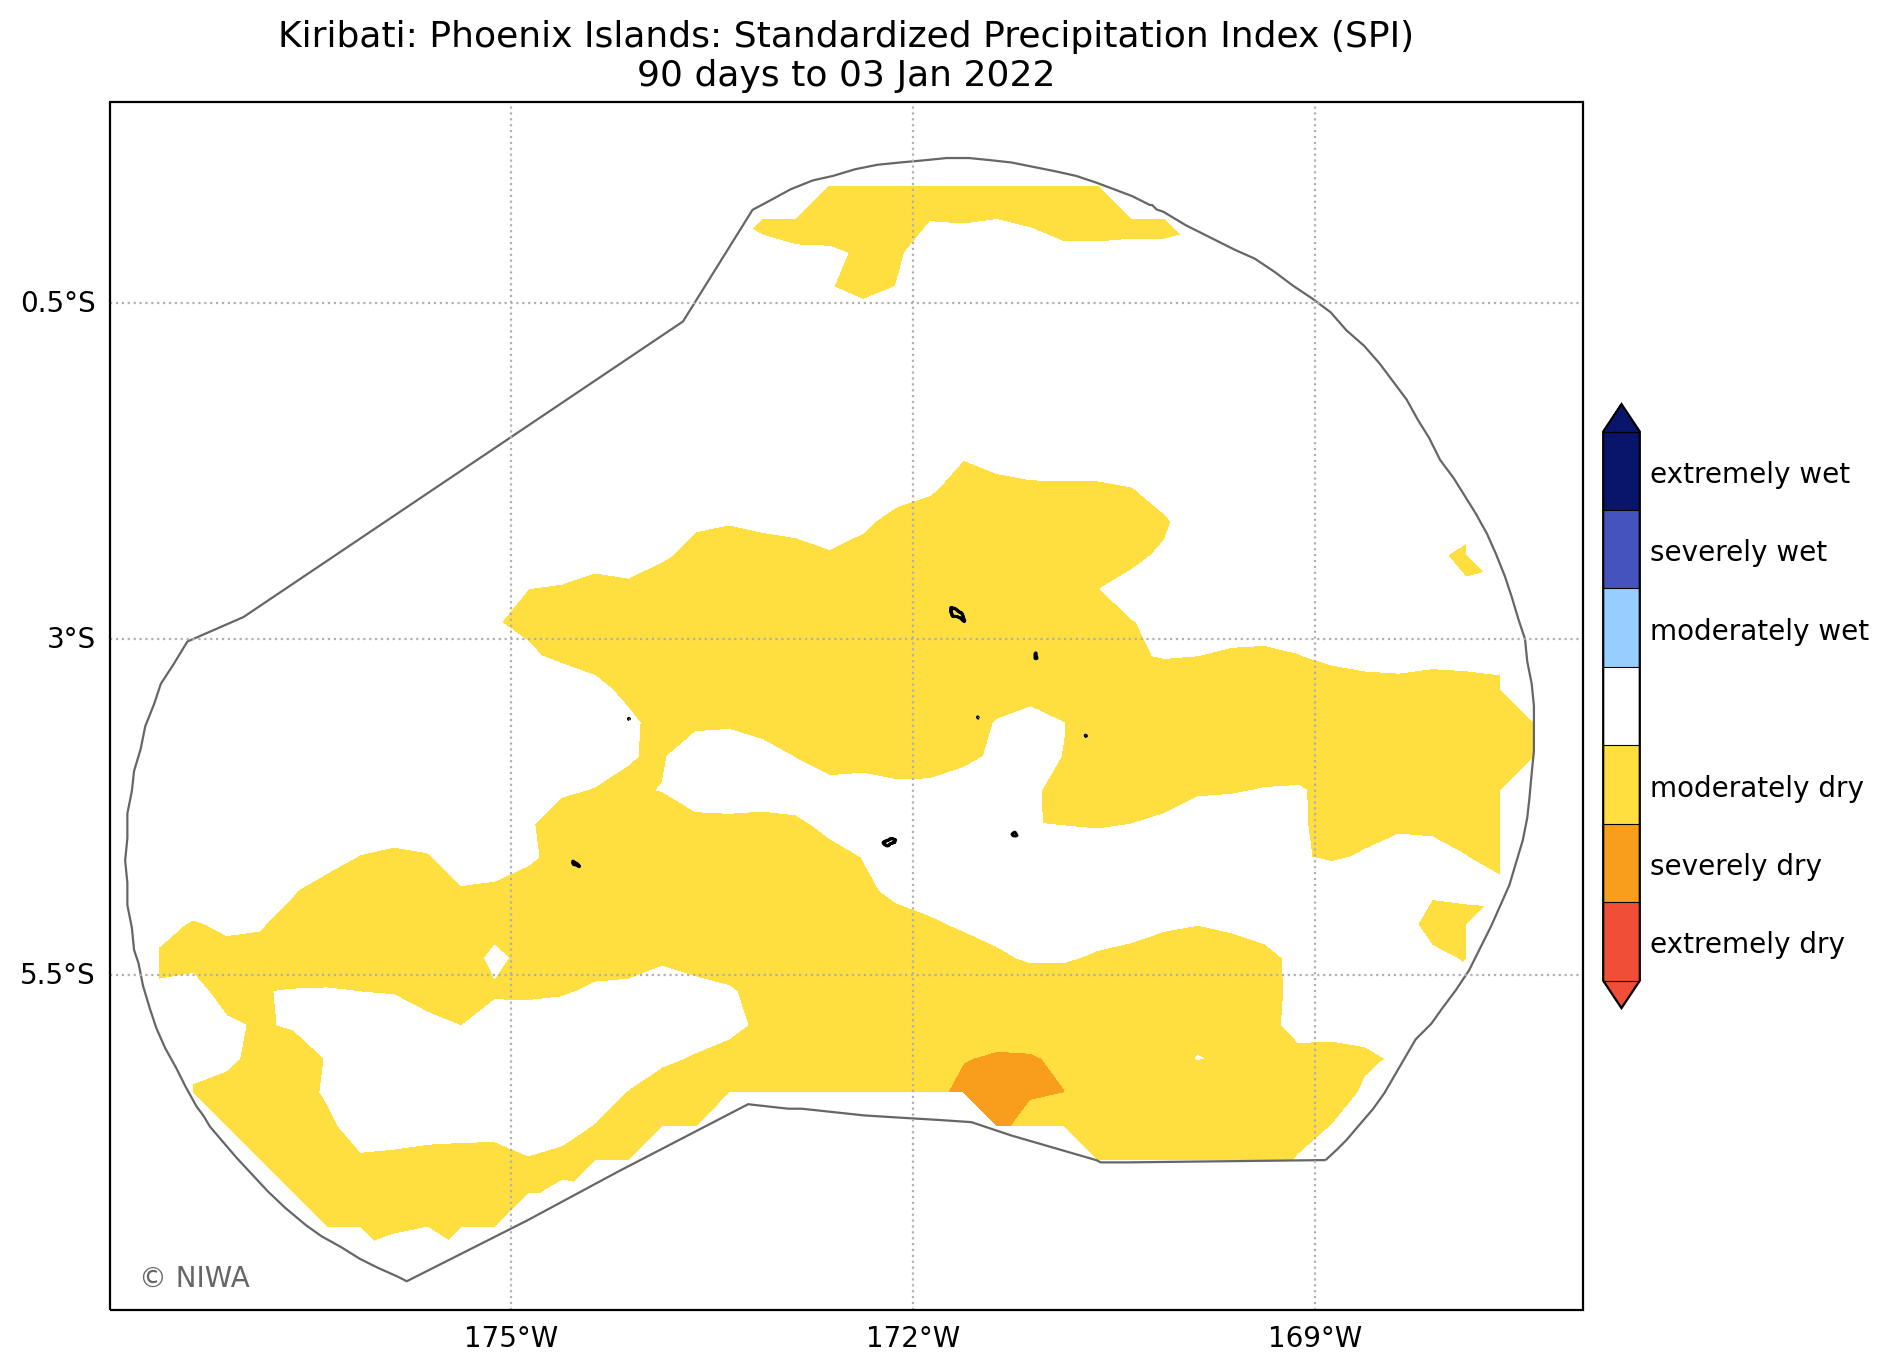 Kiribati: Phoenix Islands: Standardized Precipitation Index (SPI)
90 days to 03 Jan 2022
0.5°S
3°S
5.5°S
175°W
172°W
169°W
extremely wet
severely wet
moderately wet
moderately dry
severely dry
extremely dry
© NIWA